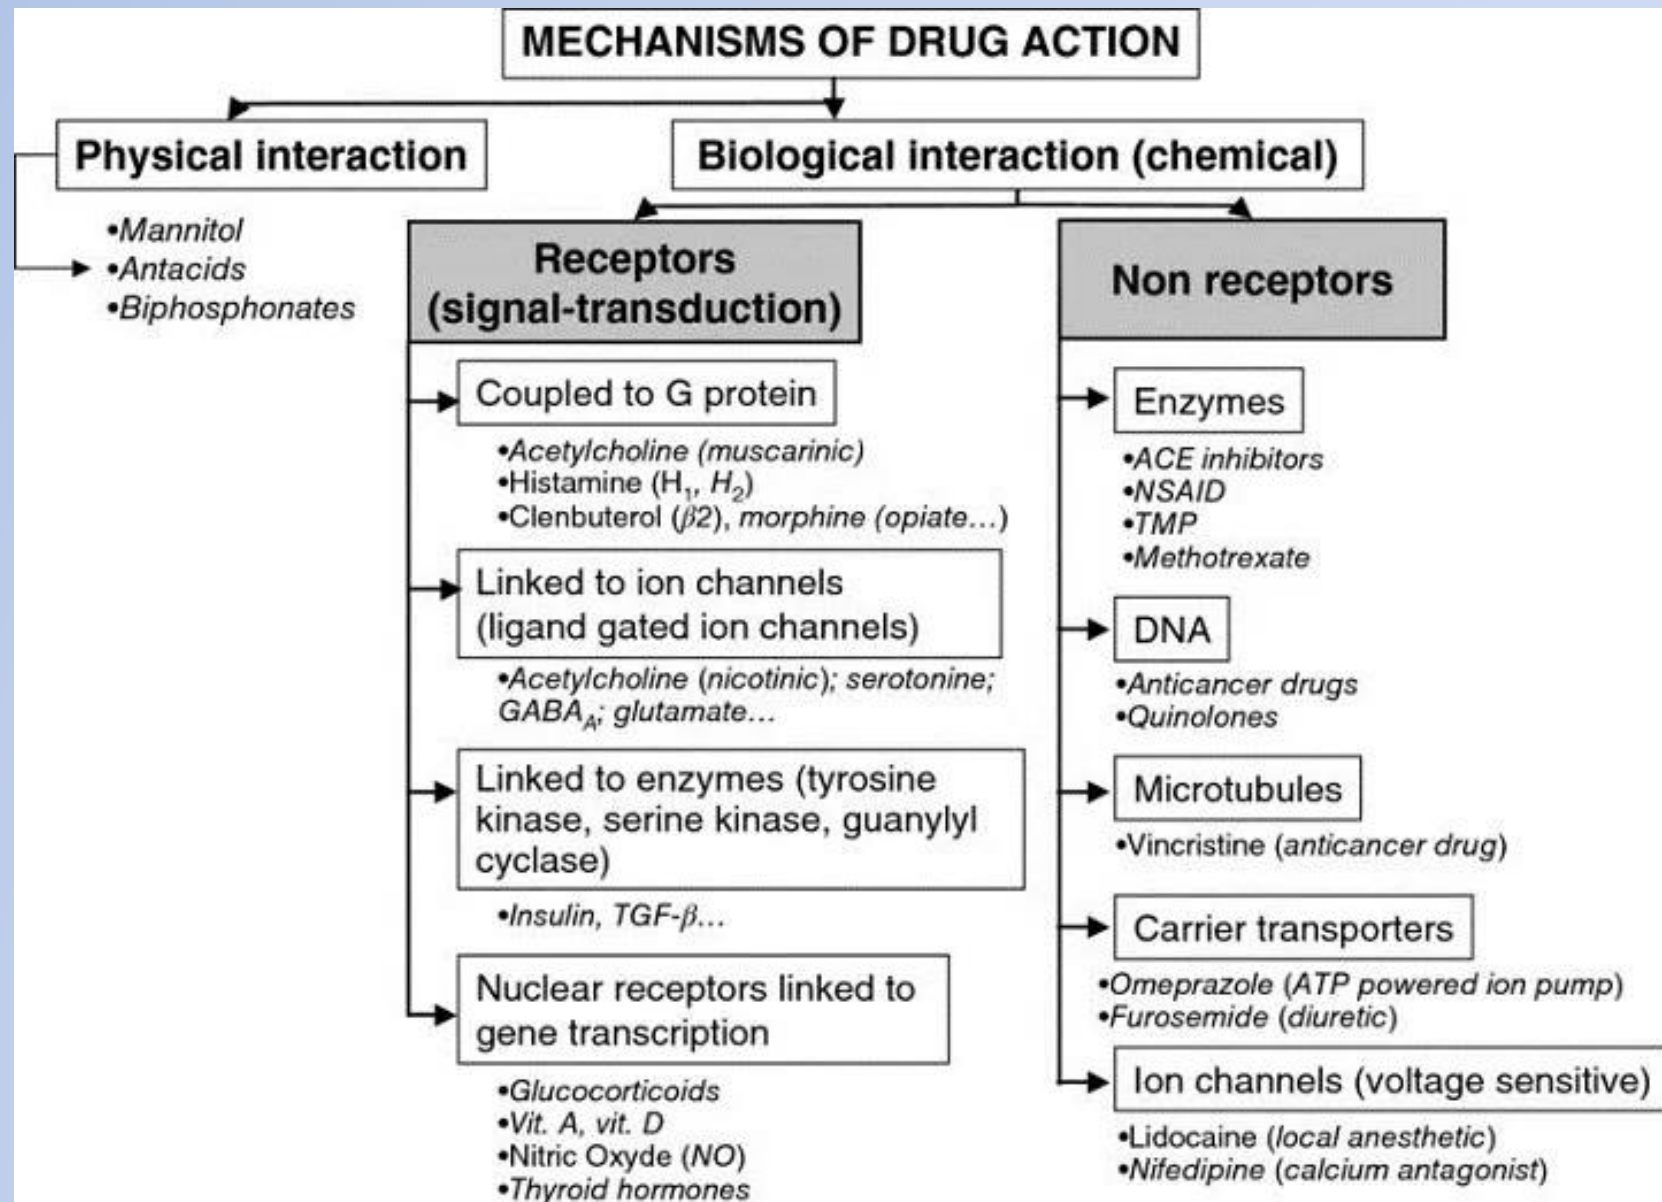 MECHANISMS OF DRUG ACTION
Physical interaction
•Mannitol
•Antacids
•Biphosphonates
Biological interaction (chemical)
Receptors
(signal-transduction)
Coupled to G protein
•Acetylcholine (muscarinic)
•Histamine (H₁, H₂)
•Clenbuterol (β2), morphine (opiate…)
Linked to ion channels
(ligand gated ion channels)
•Acetylcholine (nicotinic); serotonine;
GABA_A; glutamate…
Linked to enzymes (tyrosine
kinase, serine kinase, guanylyl
cyclase)
•Insulin, TGF-β…
Nuclear receptors linked to
gene transcription
•Glucocorticoids
•Vit. A, vit. D
•Nitric Oxyde (NO)
•Thyroid hormones
Non receptors
Enzymes
•ACE inhibitors
•NSAID
•TMP
•Methotrexate
DNA
•Anticancer drugs
•Quinolones
Microtubules
•Vincristine (anticancer drug)
Carrier transporters
•Omeprazole (ATP powered ion pump)
•Furosemide (diuretic)
Ion channels (voltage sensitive)
•Lidocaine (local anesthetic)
•Nifedipine (calcium antagonist)